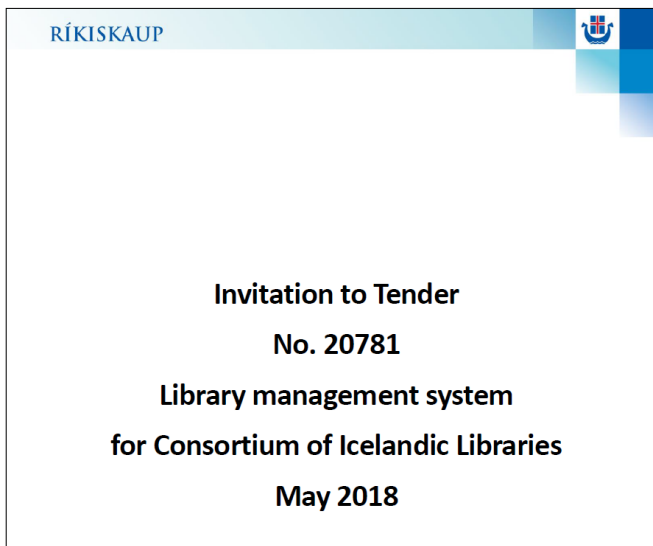 RÍKISKAUP
Invitation to Tender
No. 20781
Library management system
for Consortium of Icelandic Libraries
May 2018